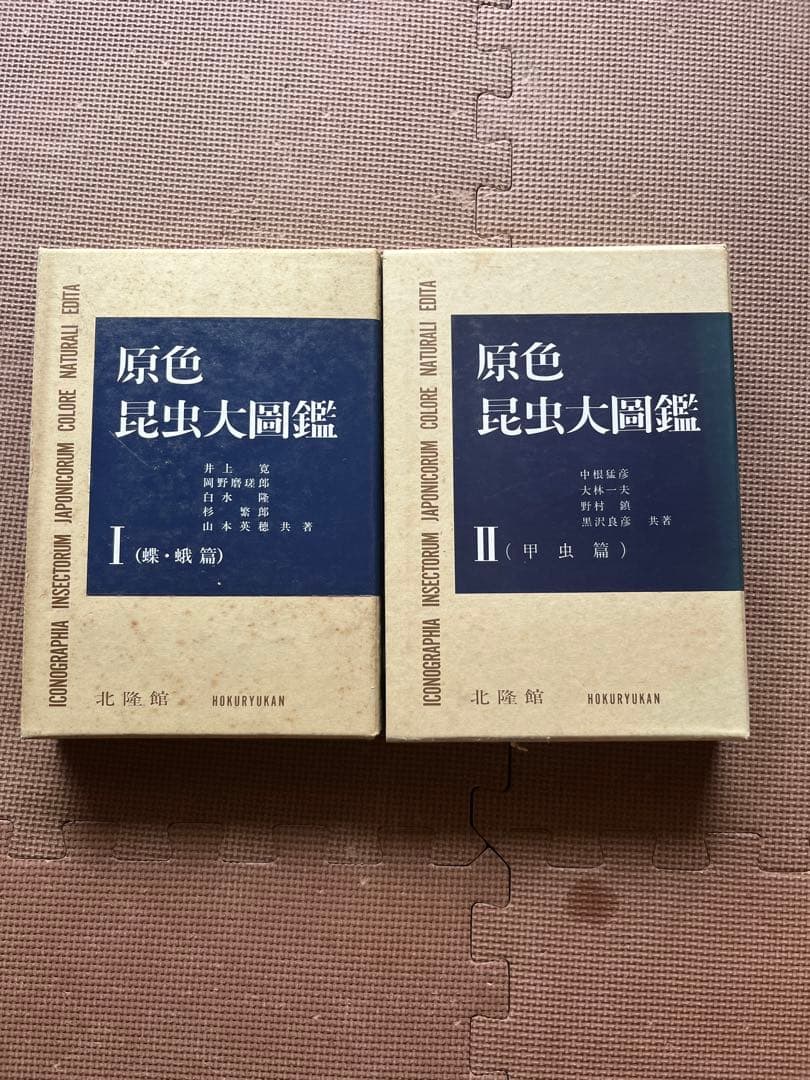 ICONOGRAPHIA INSECTORUM JAPONICORUM COLORE NATURALI EDITA
原色
昆虫大圖鑑
井上 寛
岡野磨瑳郎
白水 隆
杉 繁郎
山本英穂 共著
I (蝶・蛾篇)
北隆館 HOKURYUKAN
ICONOGRAPHIA INSECTORUM JAPONICORUM COLORE NATURALI EDITA
原色
昆虫大圖鑑
中根猛彦
大林一夫
野村 鎮
黒沢良彦 共著
II (甲虫篇)
北隆館 HOKURYUKAN